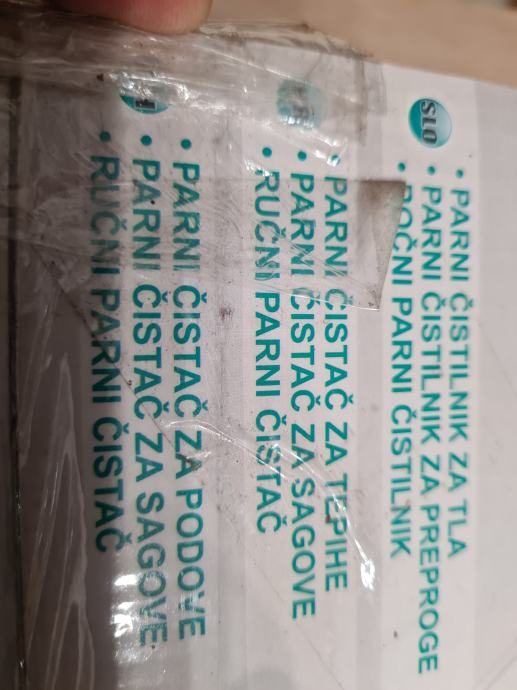 SLO
• PARNI ČISTILNIK ZA TLA
• PARNI ČISTILNIK ZA PREPROGE
• ROČNI PARNI ČISTILNIK
• PARNI ČISTAČ ZA TEPIHE
• PARNI ČISTAČ ZA SAGOVE
• RUČNI PARNI ČISTAČ
• PARNI ČISTAČ ZA PODOVE
• PARNI ČISTAČ ZA SAGOVE
• RUČNI PARNI ČISTAČ